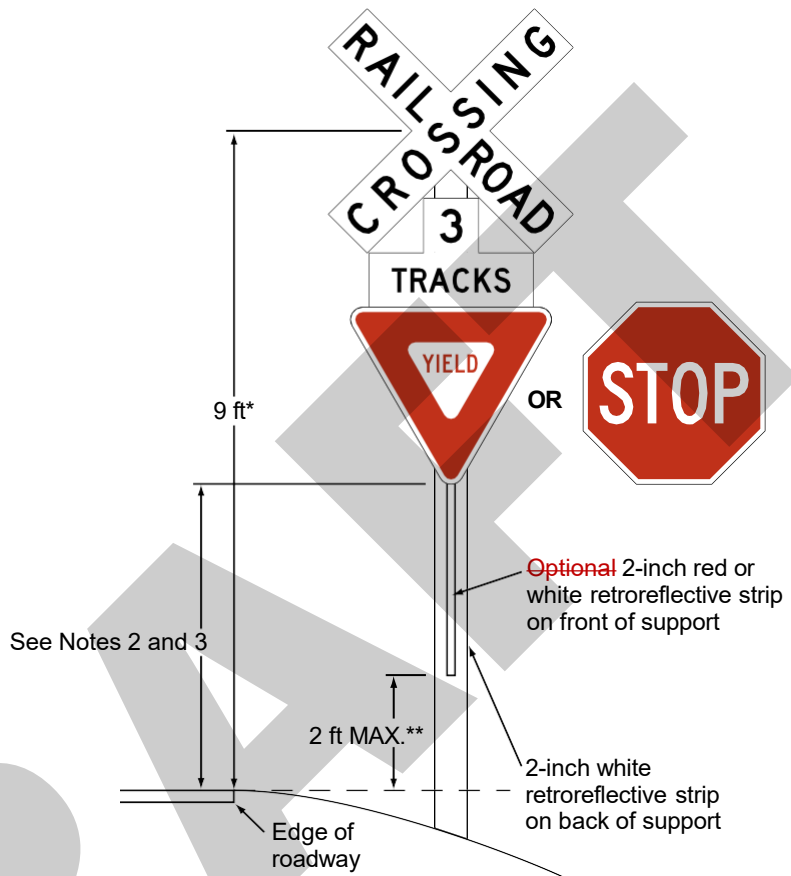 RAILROAD
CROSSING
3
TRACKS
YIELD
OR
STOP
9 ft*
See Notes 2 and 3
Optional 2-inch red or
white retroreflective strip
on front of support
2 ft MAX.**
2-inch white
retroreflective strip
on back of support
Edge of
roadway
DRAFT